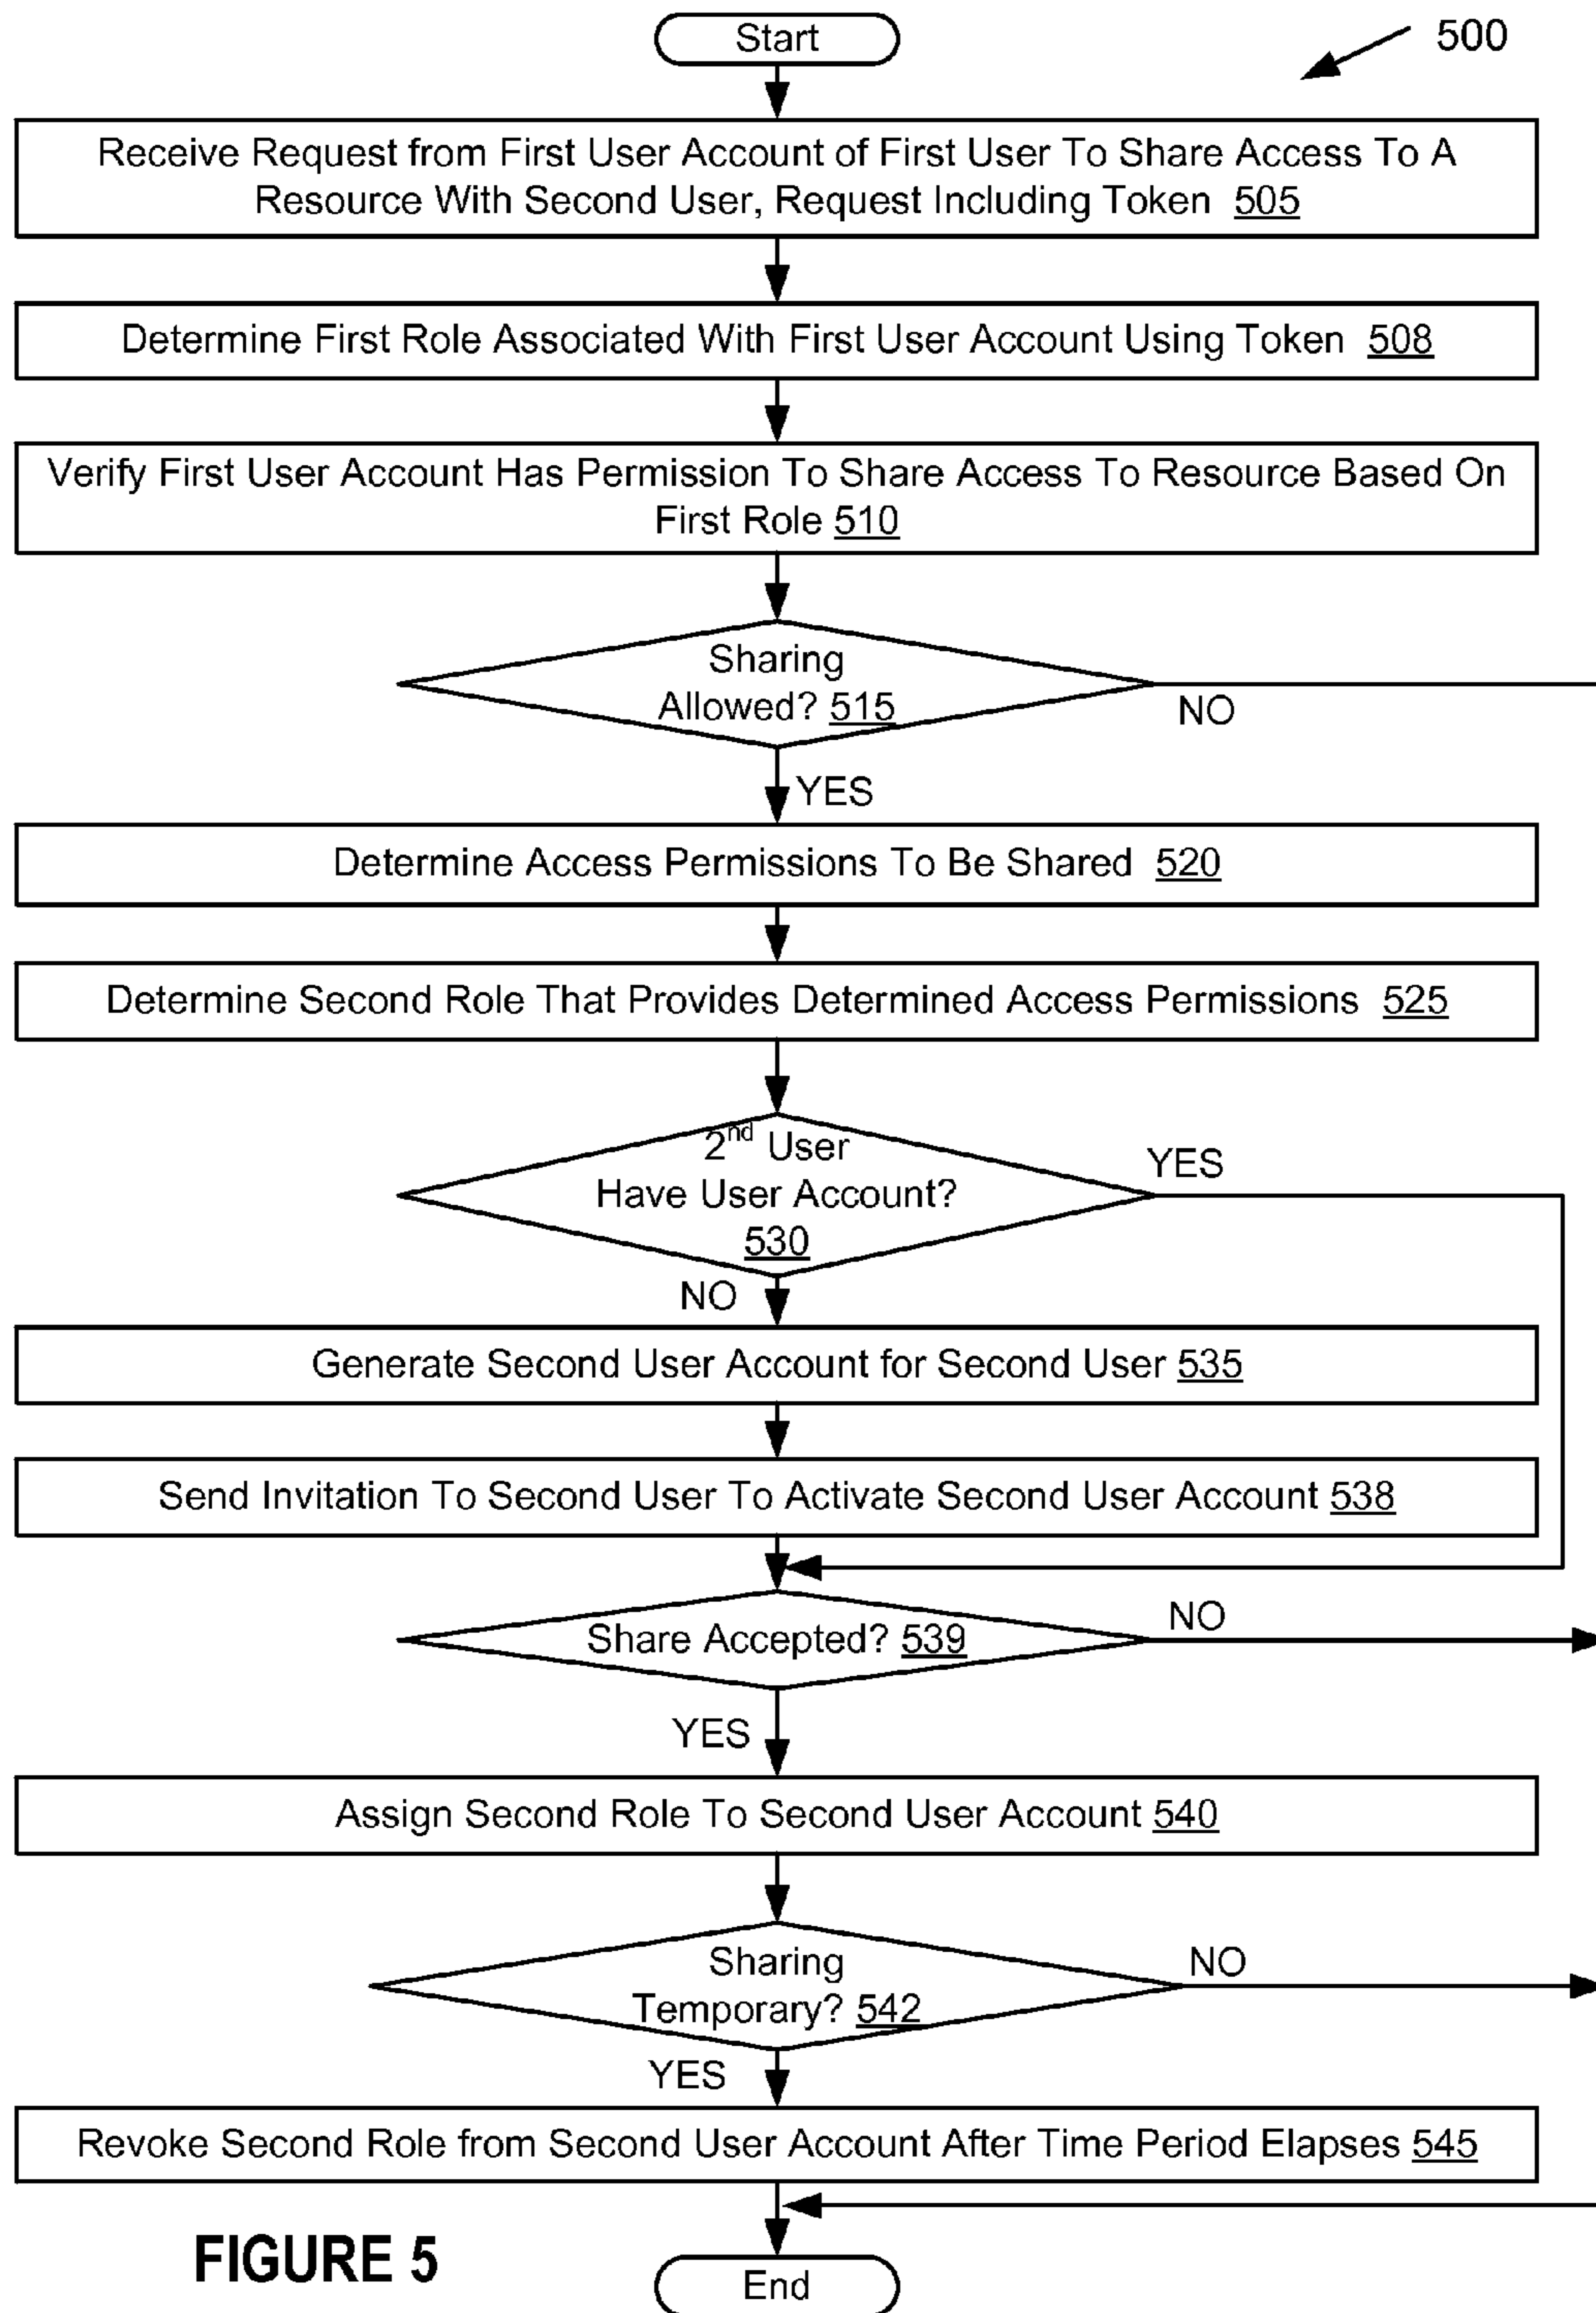 Start
500
Receive Request from First User Account of First User To Share Access To A
Resource With Second User, Request Including Token 505
Determine First Role Associated With First User Account Using Token 508
Verify First User Account Has Permission To Share Access To Resource Based On
First Role 510
Sharing
Allowed? 515
NO
YES
Determine Access Permissions To Be Shared 520
Determine Second Role That Provides Determined Access Permissions 525
2nd User
Have User Account?
530
YES
NO
Generate Second User Account for Second User 535
Send Invitation To Second User To Activate Second User Account 538
Share Accepted? 539
NO
YES
Assign Second Role To Second User Account 540
Sharing
Temporary? 542
NO
YES
Revoke Second Role from Second User Account After Time Period Elapses 545
FIGURE 5
End